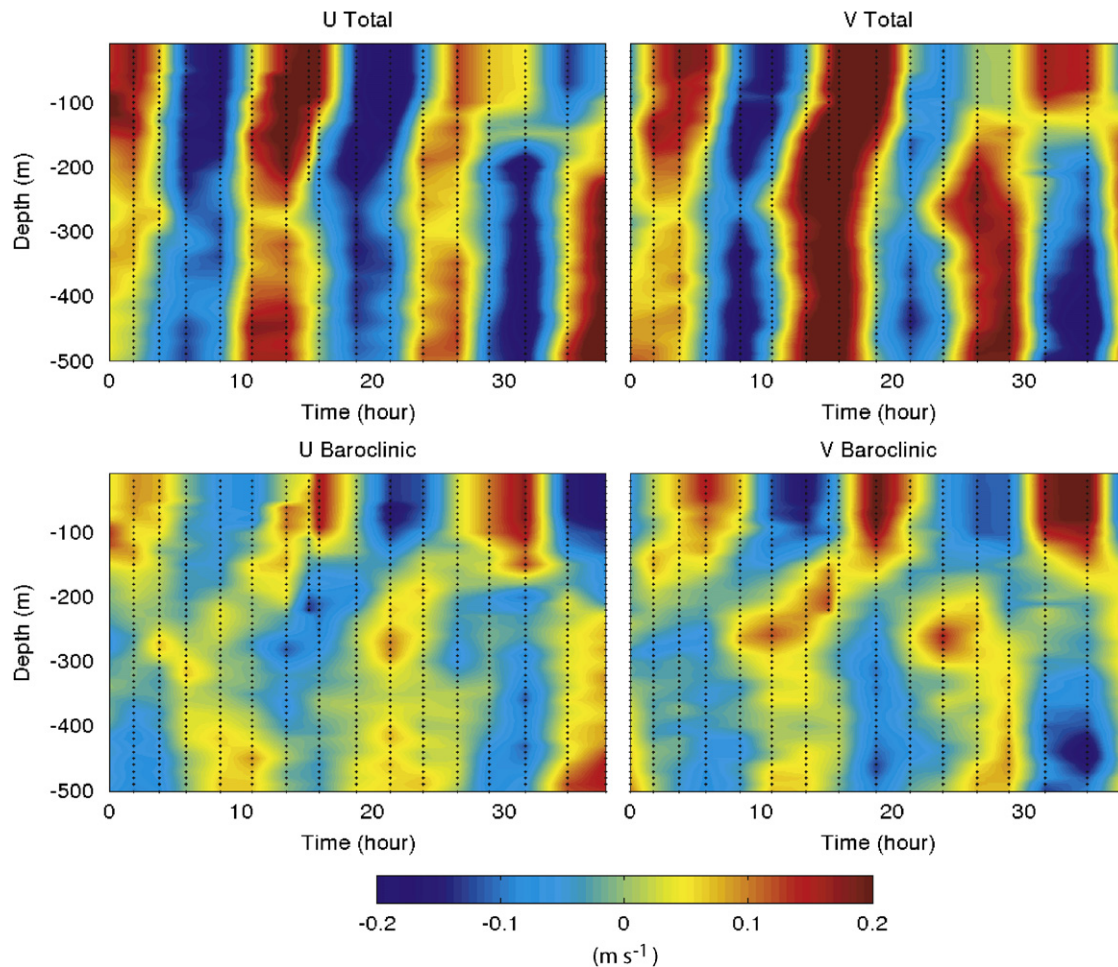 U Total
V Total
Depth (m)
-100
-200
-300
-400
-500
0 10 20 30
0 10 20 30
Time (hour)
Time (hour)
U Baroclinic
V Baroclinic
Depth (m)
-100
-200
-300
-400
-500
0 10 20 30
0 10 20 30
Time (hour)
Time (hour)
-0.2 -0.1 0 0.1 0.2
(m s-1)